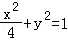 x²/4 + y² = 1